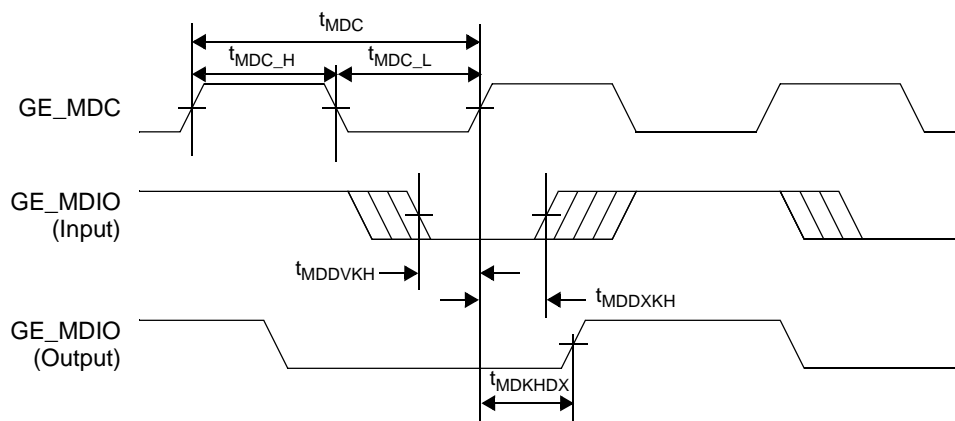 tMDC
tMDC_H
tMDC_L
GE_MDC
GE_MDIO
(Input)
tMDDVKH
tMDDXKH
GE_MDIO
(Output)
tMDKHDX